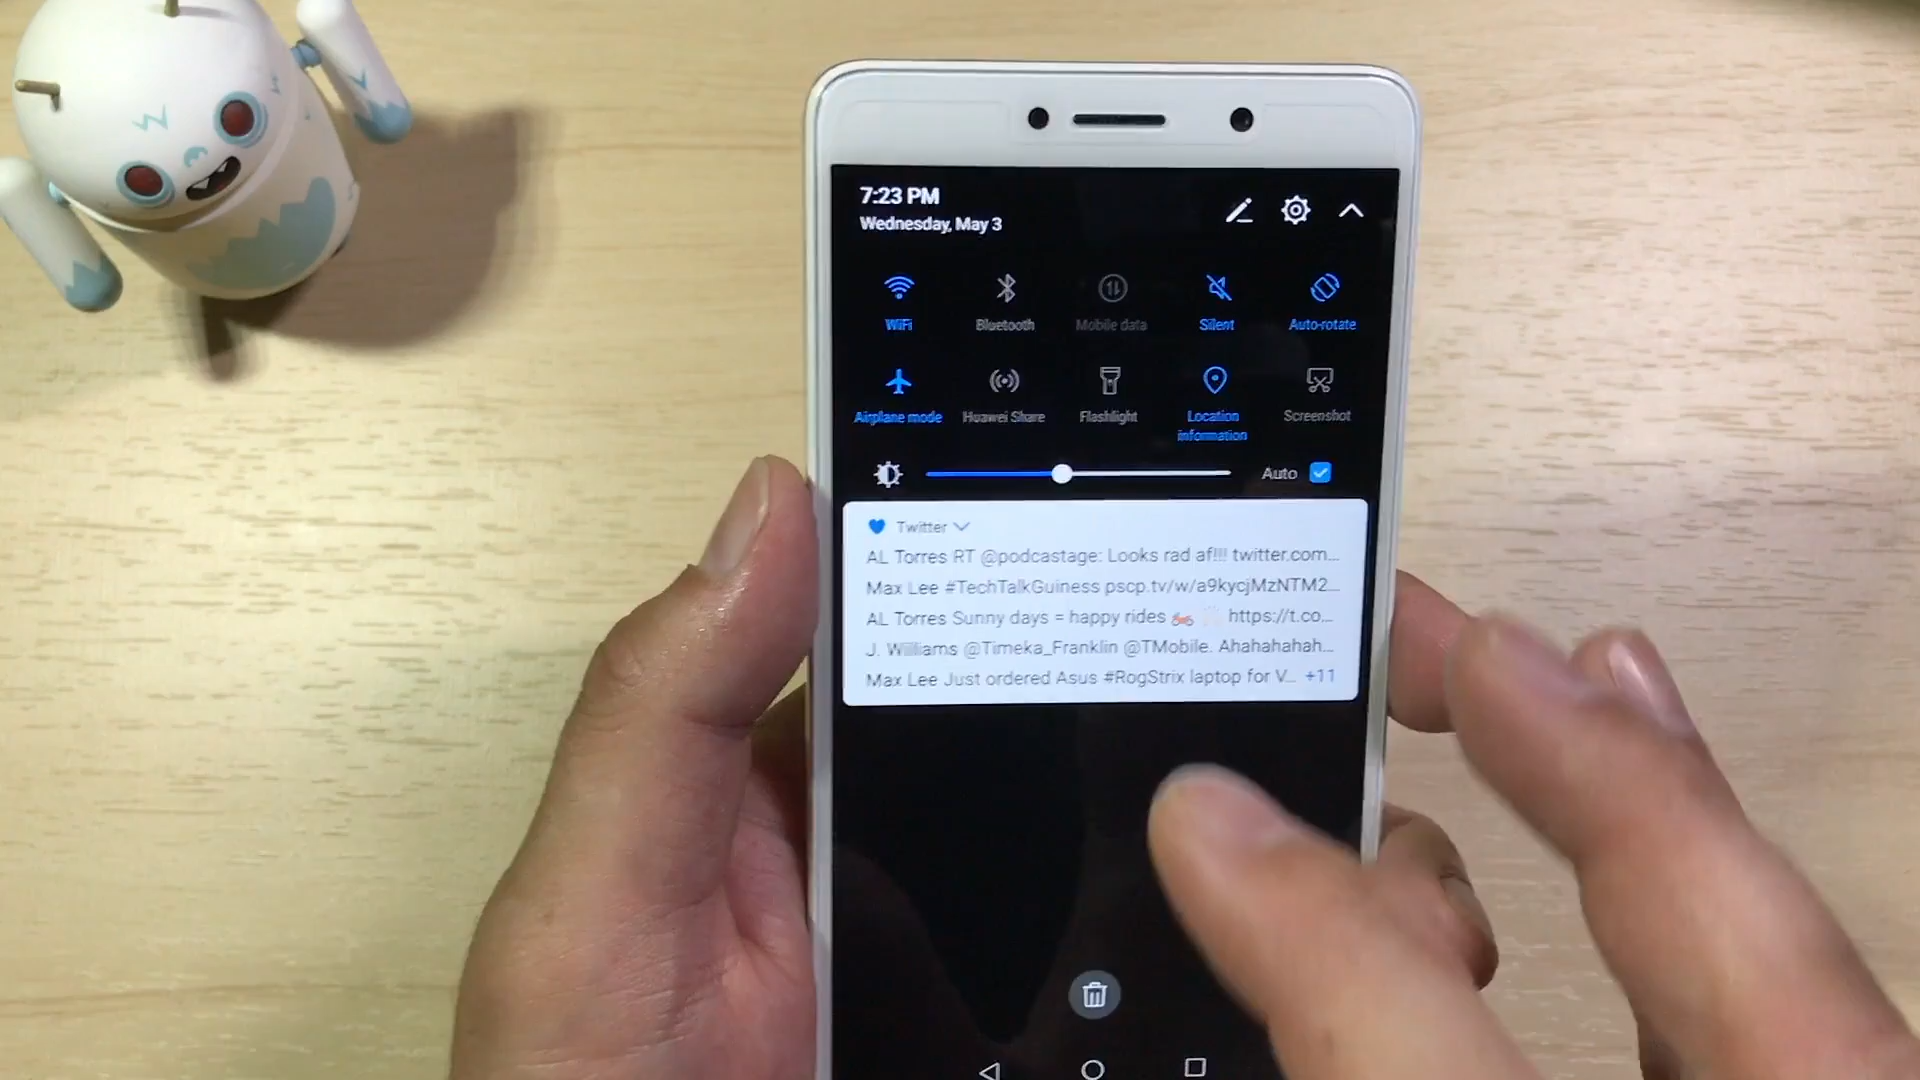 7:23 PM
Wednesday, May 3
WiFi Bluetooth Mobile data Silent Auto-rotate
Airplane mode Huawei Share Flashlight Location information Screenshot
Auto
Twitter
AL Torres RT @podcastage: Looks rad af!!! twitter.com...
Max Lee #TechTalkGuiness pscp.tv/w/a9kycjMzNTM2...
AL Torres Sunny days = happy rides 🏍️ https://t.co...
J. Williams @Timeka_Franklin @TMobile. Ahahahahah...
Max Lee Just ordered Asus #RogStrix laptop for V... +11